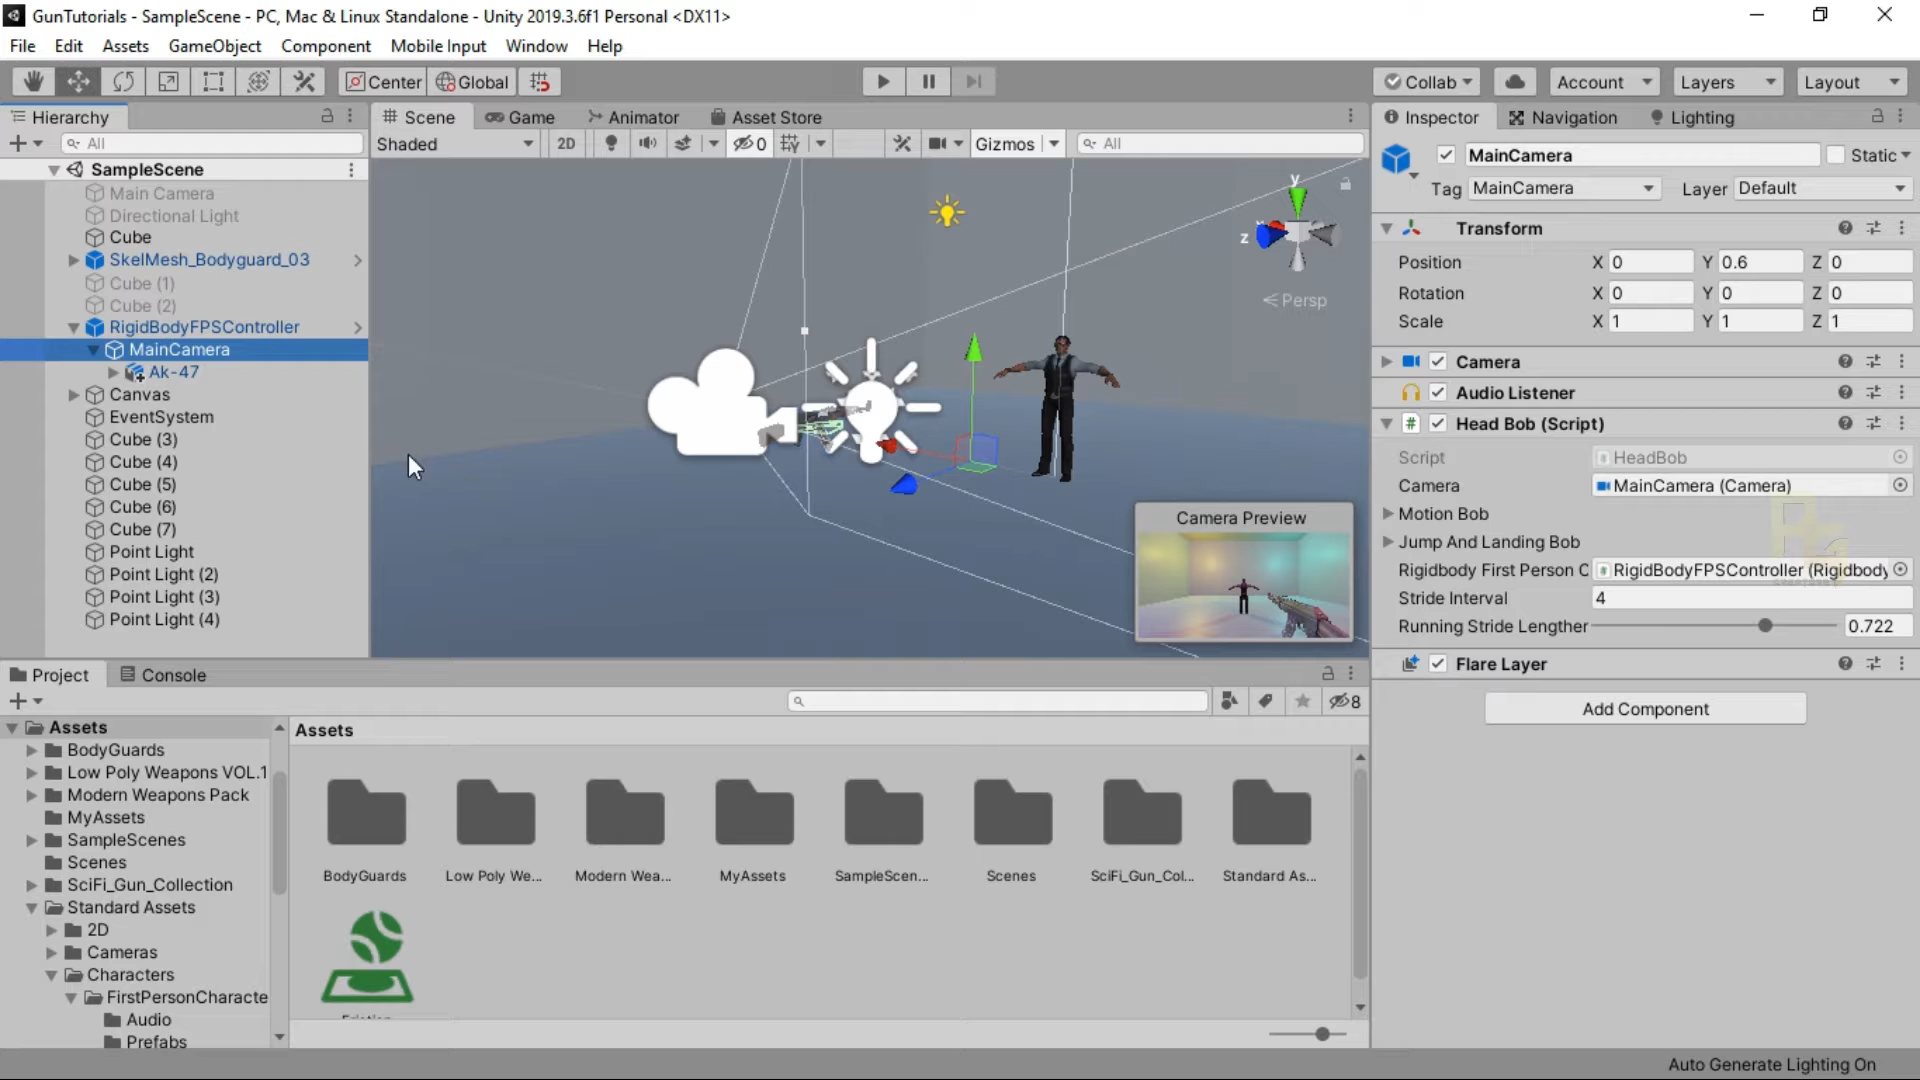 GunTutorials - SampleScene - PC, Mac & Linux Standalone - Unity 2019.3.6f1 Personal <DX11>
File Edit Assets GameObject Component Mobile Input Window Help
Center Global Collab Account Layers Layout
Hierarchy
All
SampleScene
Main Camera
Directional Light
Cube
SkelMesh_Bodyguard_03
Cube (1)
Cube (2)
RigidBodyFPSController
MainCamera
Ak-47
Canvas
EventSystem
Cube (3)
Cube (4)
Cube (5)
Cube (6)
Cube (7)
Point Light
Point Light (2)
Point Light (3)
Point Light (4)
Scene Game Animator Asset Store
Shaded 2D 0 Gizmos All
y
z
Persp
Camera Preview
Inspector Navigation Lighting
MainCamera Static
Tag MainCamera Layer Default
Transform
Position X 0 Y 0.6 Z 0
Rotation X 0 Y 0 Z 0
Scale X 1 Y 1 Z 1
Camera
Audio Listener
# Head Bob (Script)
Script HeadBob
Camera MainCamera (Camera)
Motion Bob
Jump And Landing Bob
Rigidbody First Person C RigidBodyFPSController (Rigidbody
Stride Interval 4
Running Stride Lengther 0.722
Flare Layer
Add Component
Project Console
8
Assets
BodyGuards
Low Poly Weapons VOL.1
Modern Weapons Pack
MyAssets
SampleScenes
Scenes
SciFi_Gun_Collection
Standard Assets
2D
Cameras
Characters
FirstPersonCharacte
Audio
Prefabs
Assets
BodyGuards Low Poly We... Modern Wea... MyAssets SampleScen... Scenes SciFi_Gun_Col... Standard As...
Auto Generate Lighting On